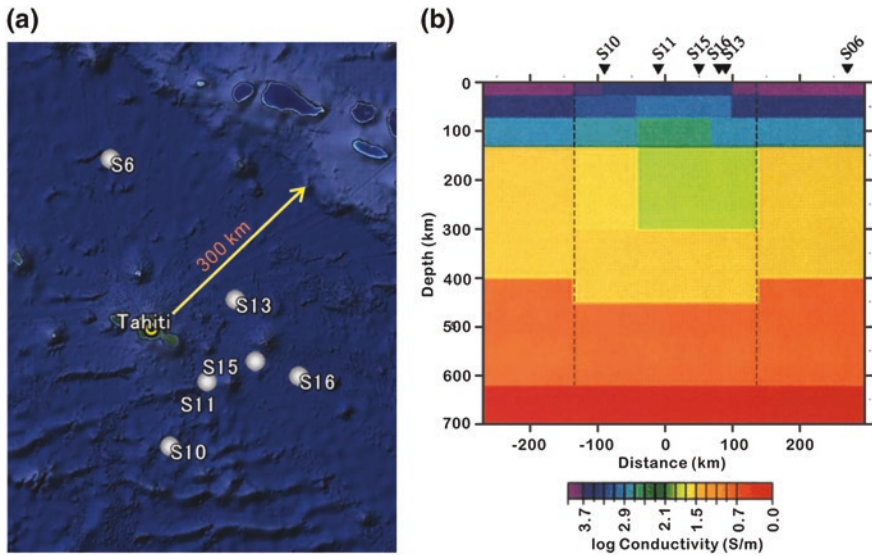 (a)
S6
300 km
S13
Tahiti
S15
S16
S11
S10
(b)
S10
S11
S15
S16
S13
S06
0
100
200
300
400
500
600
700
Depth (km)
-200 -100 0 100 200
Distance (km)
3.7 2.9 2.1 1.5 0.7 0.0
log Conductivity (S/m)